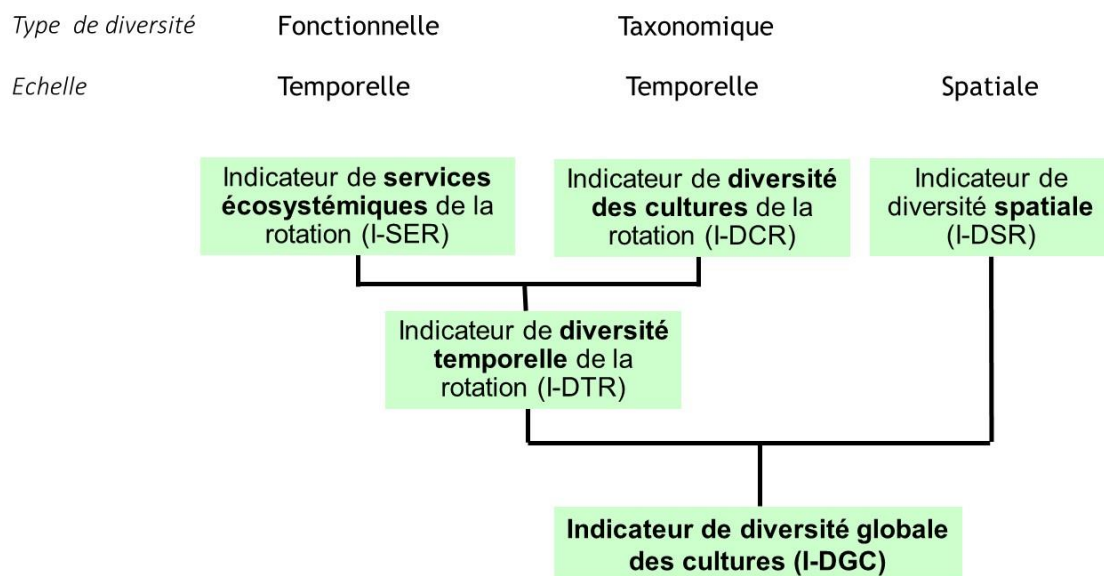 Type de diversité Fonctionnelle Taxonomique
Echelle Temporelle Temporelle Spatiale
Indicateur de services
écosystémiques de la
rotation (I-SER)
Indicateur de diversité
des cultures de la
rotation (I-DCR)
Indicateur de
diversité spatiale
(I-DSR)
Indicateur de diversité
temporelle de la
rotation (I-DTR)
Indicateur de diversité globale
des cultures (I-DGC)